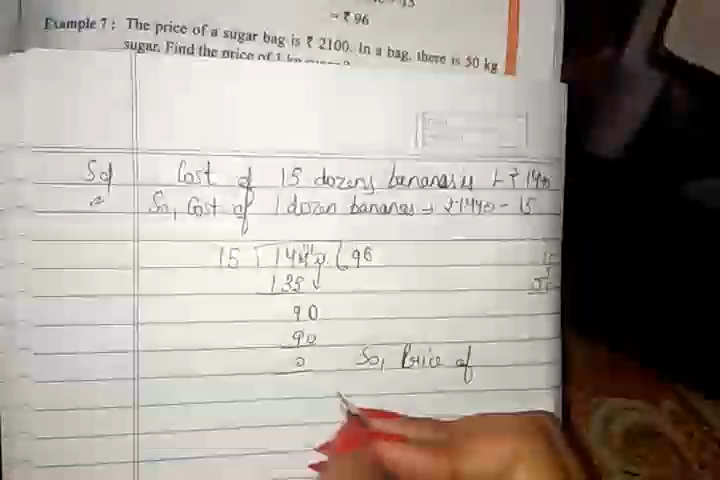 = ₹ 96
Example 7 : The price of a sugar bag is ₹ 2100. In a bag, there is 50 kg
sugar. Find the price of 1 kg
Sol Cost of 15 dozens bananas ₹ 1440
So, Cost of 1 dozen bananas → ₹ 1440 ÷ 15
15 1440 96
135
90
90
0 So, Price of